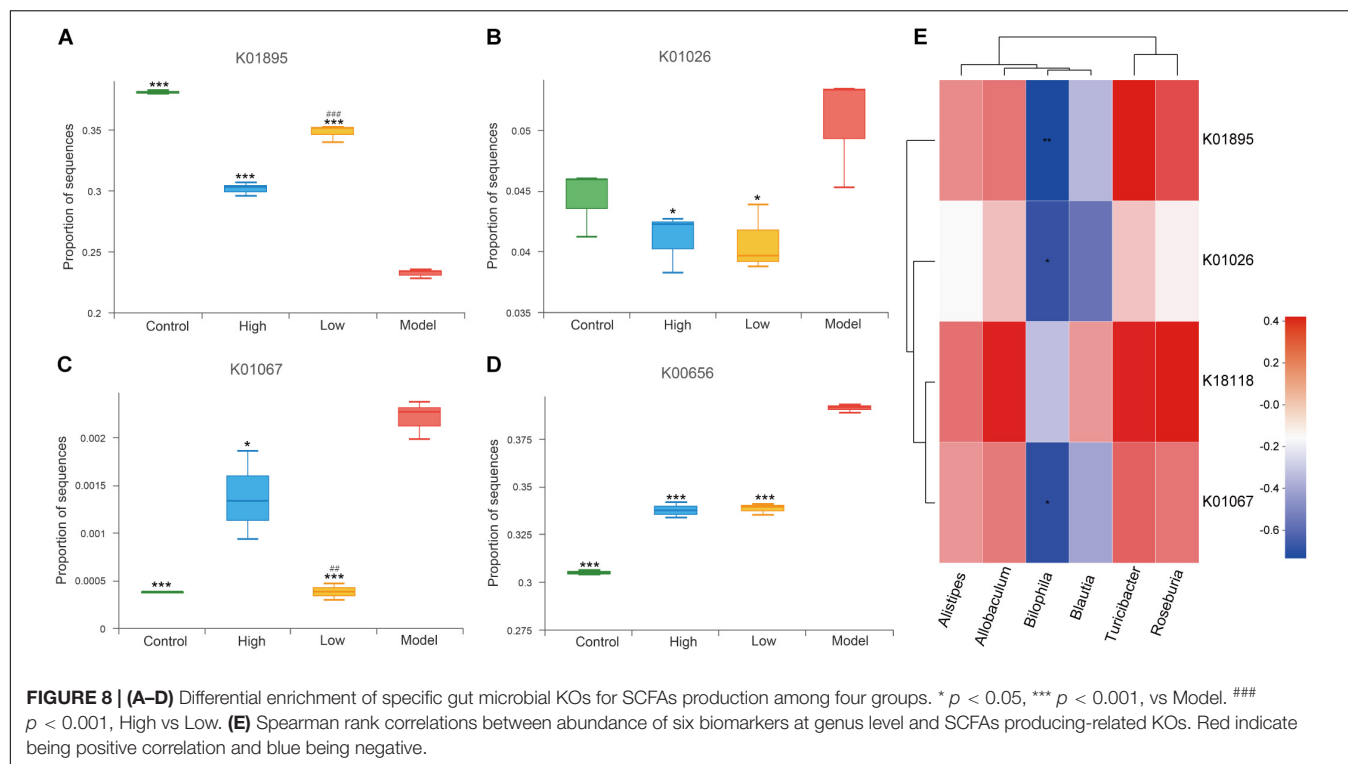 A
K01895
Proportion of sequences
0.35
0.3
0.25
0.2
***
***
###
***
Control
High
Low
Model
B
K01026
Proportion of sequences
0.05
0.045
0.04
0.035
*
*
Control
High
Low
Model
C
K01067
Proportion of sequences
0.002
0.0015
0.001
0.0005
0
***
*
##
***
Control
High
Low
Model
D
K00656
Proportion of sequences
0.375
0.35
0.325
0.3
0.275
***
***
***
Control
High
Low
Model
E
**
*
*
K01895
K01026
K18118
K01067
Alistipes
Allobaculum
Bilophila
Blautia
Turicibacter
Roseburia
0.4
0.2
-0.0
-0.2
-0.4
-0.6
FIGURE 8 | (A–D) Differential enrichment of specific gut microbial KOs for SCFAs production among four groups. * p < 0.05, *** p < 0.001, vs Model. ###
p < 0.001, High vs Low. (E) Spearman rank correlations between abundance of six biomarkers at genus level and SCFAs producing-related KOs. Red indicate
being positive correlation and blue being negative.